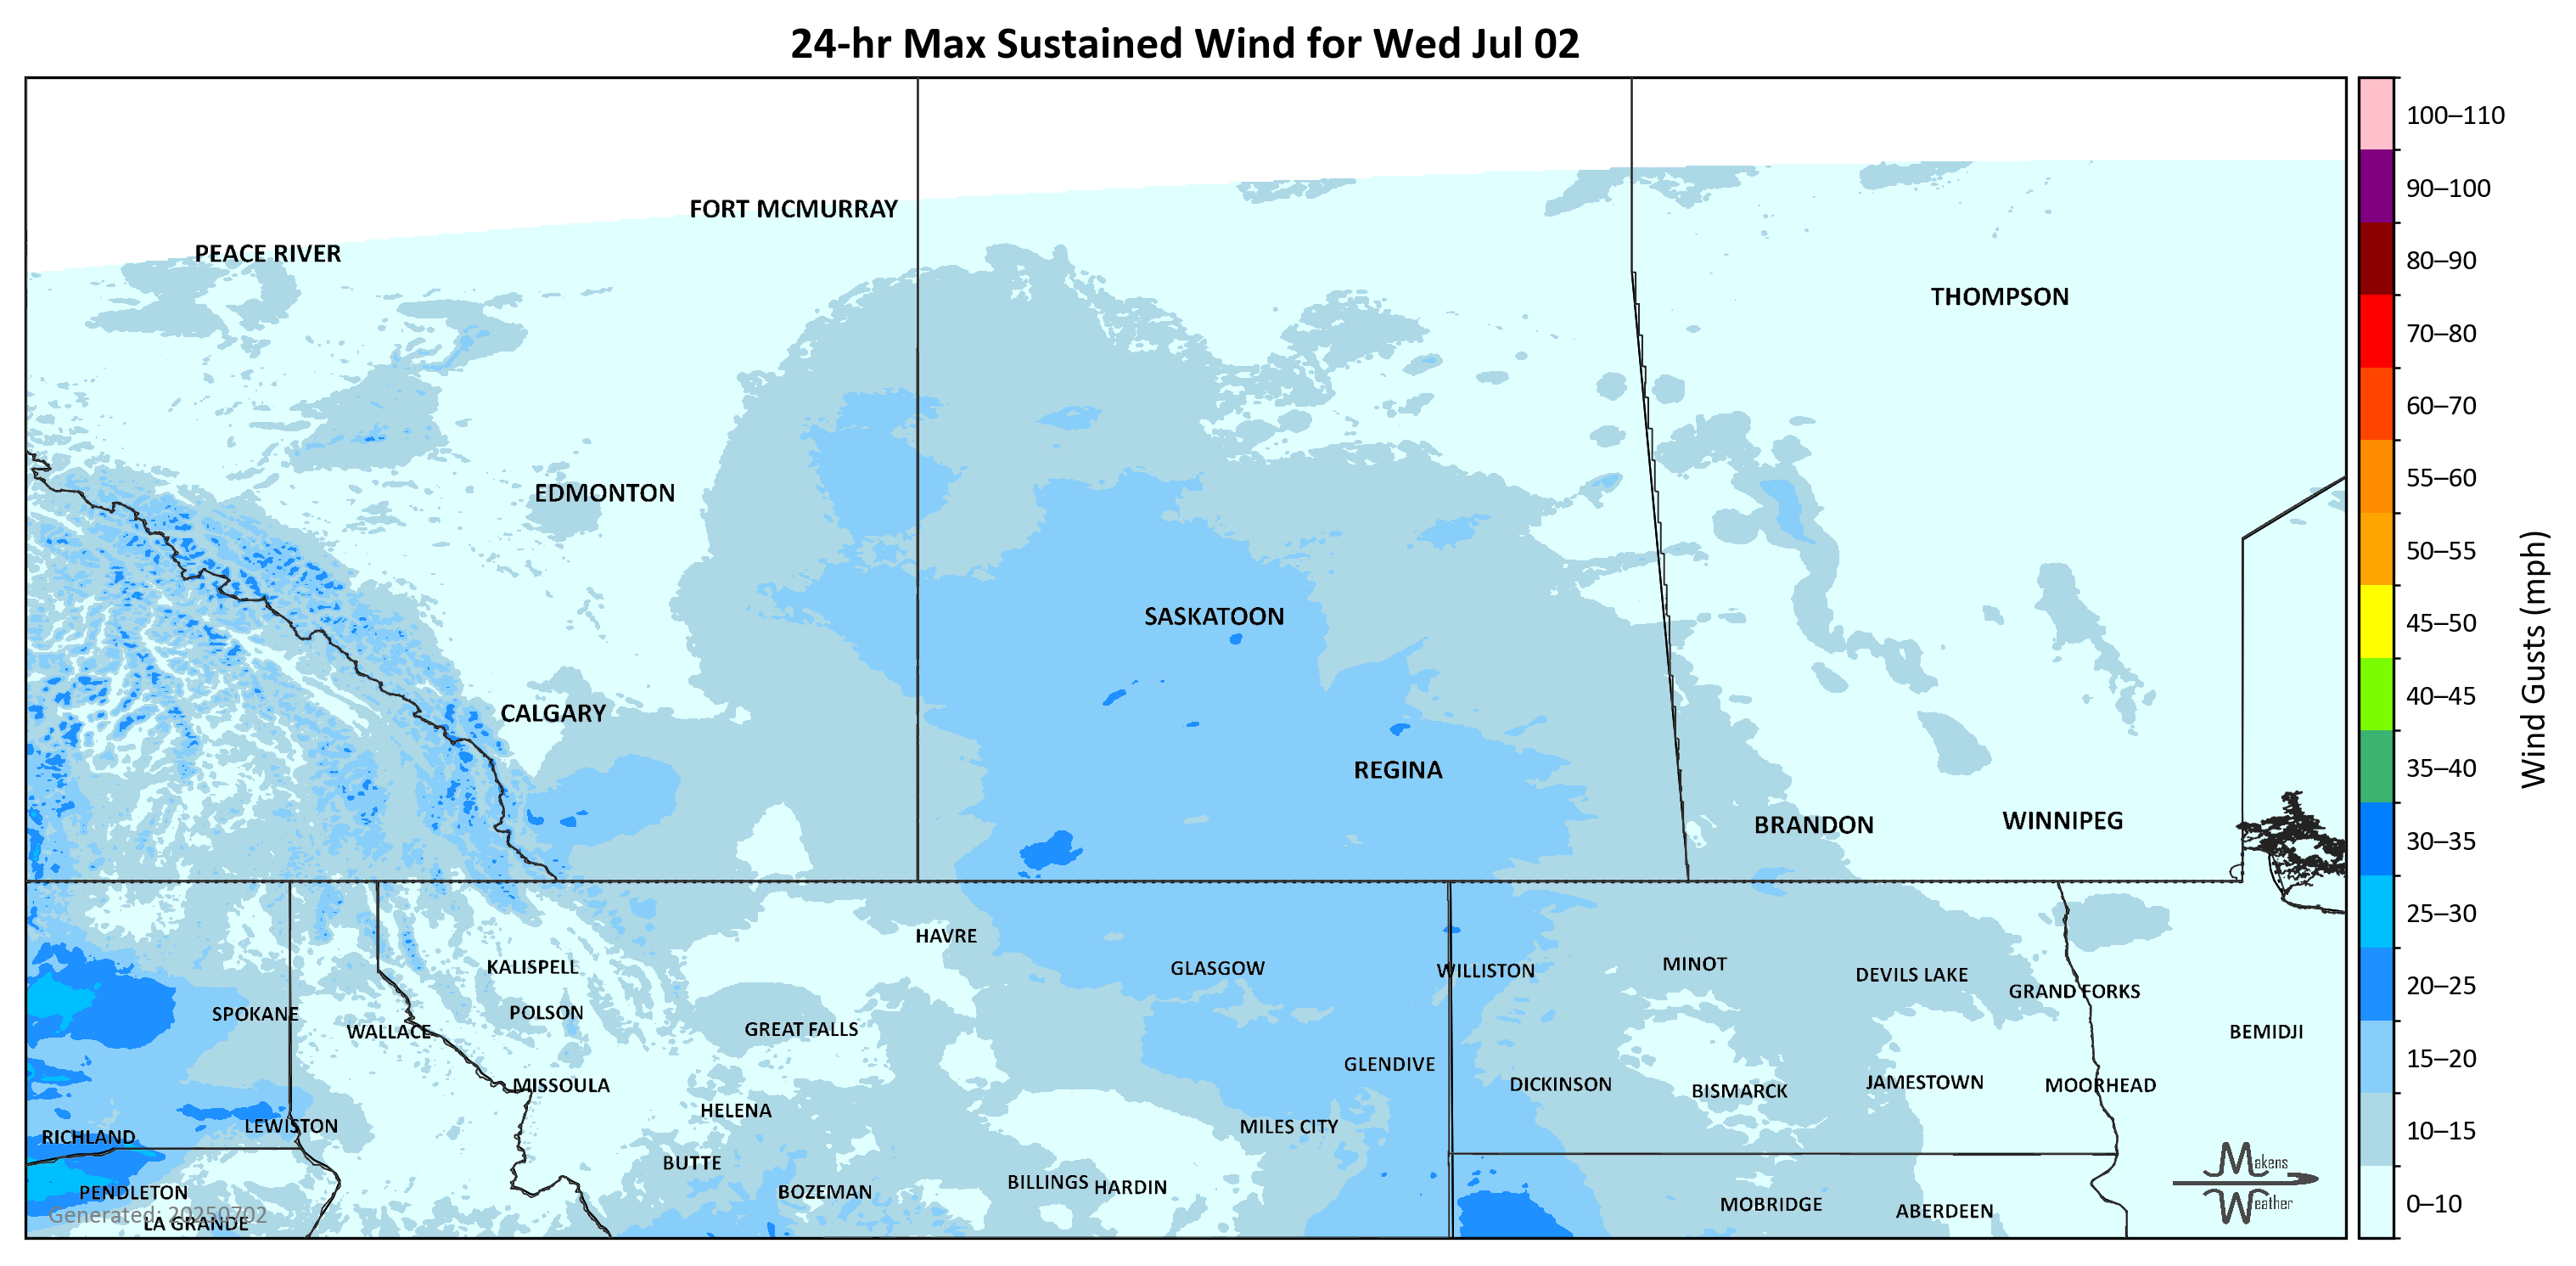 24-hr Max Sustained Wind for Wed Jul 02
100–110
90–100
80–90
70–80
60–70
55–60
50–55
45–50
40–45
35–40
30–35
25–30
20–25
15–20
10–15
0–10
Wind Gusts (mph)
FORT MCMURRAY
PEACE RIVER
THOMPSON
EDMONTON
SASKATOON
CALGARY
REGINA
BRANDON
WINNIPEG
HAVRE
KALISPELL
GLASGOW
WILLISTON
MINOT
DEVILS LAKE
GRAND FORKS
SPOKANE
POLSON
WALLACE
GREAT FALLS
BEMIDJI
GLENDIVE
MISSOULA
DICKINSON
BISMARCK
JAMESTOWN
MOORHEAD
HELENA
LEWISTON
MILES CITY
RICHLAND
BUTTE
BOZEMAN
BILLINGS
HARDIN
PENDLETON
MOBRIDGE
ABERDEEN
Generated: 20250702
LA GRANDE
Makens
Weather